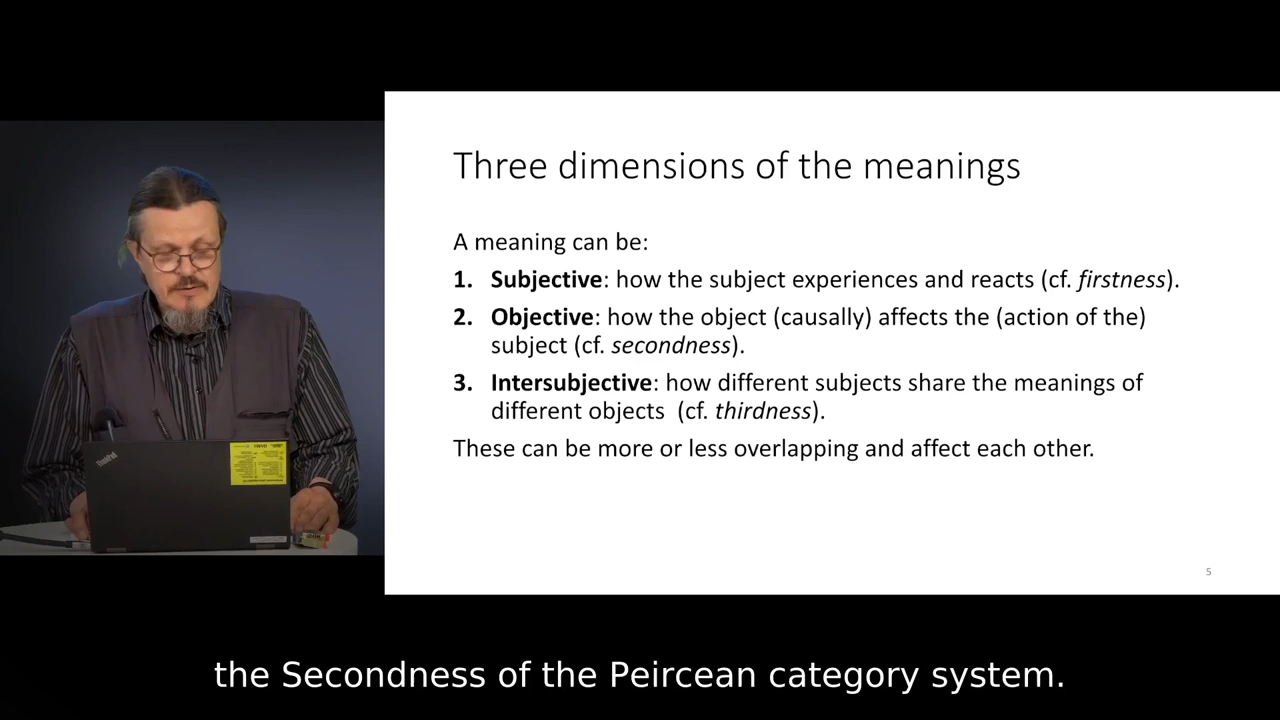 Three dimensions of the meanings
A meaning can be:
1. Subjective: how the subject experiences and reacts (cf. firstness).
2. Objective: how the object (causally) affects the (action of the)
subject (cf. secondness).
3. Intersubjective: how different subjects share the meanings of
different objects (cf. thirdness).
These can be more or less overlapping and affect each other.
5
ThinkPad
the Secondness of the Peircean category system.